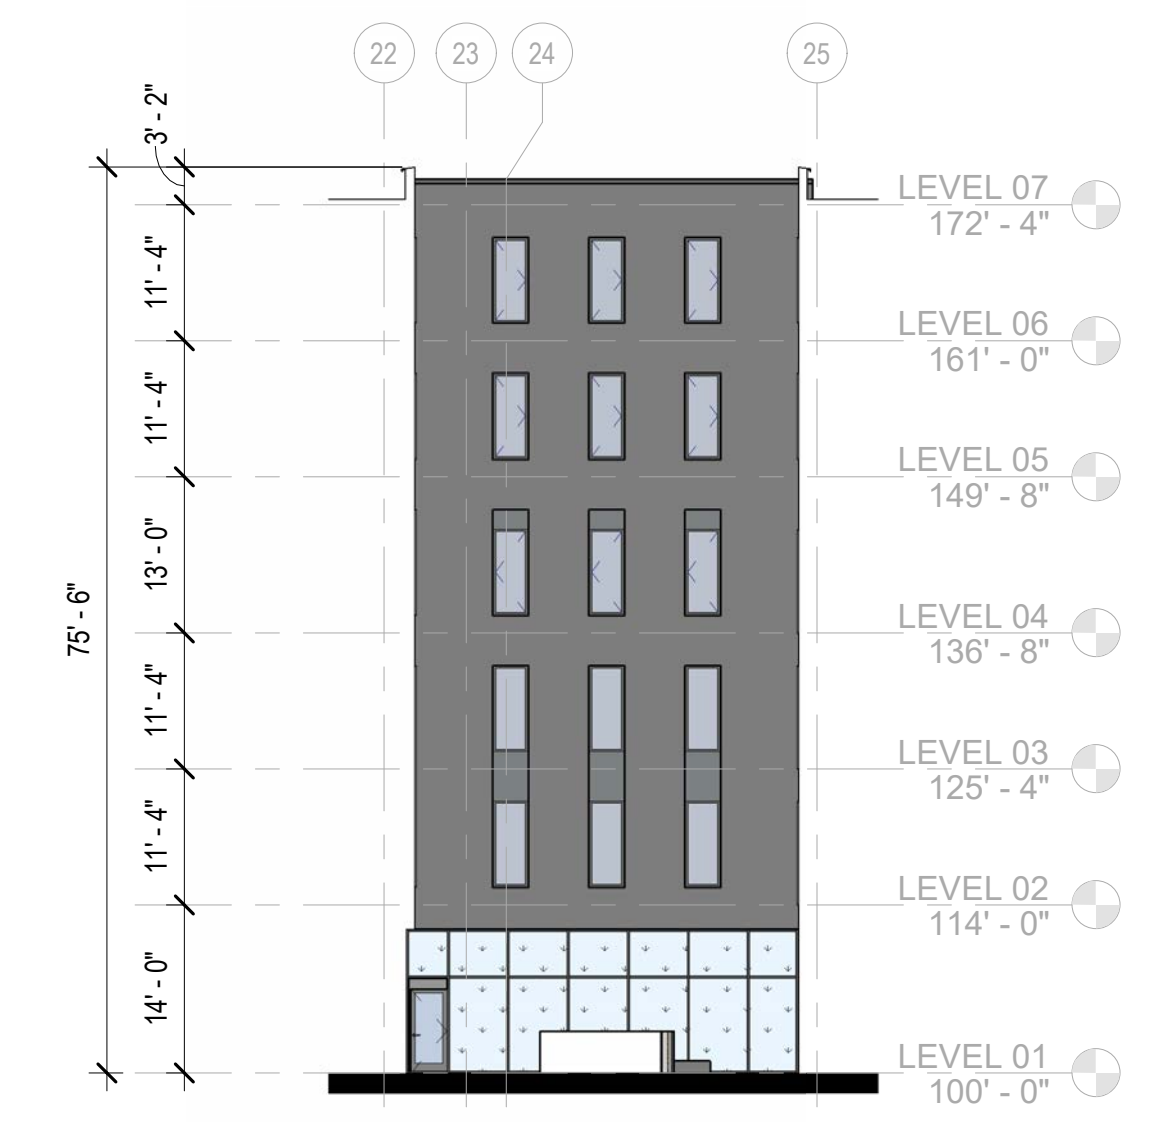 22 23 24 25
3' - 2"
LEVEL 07
172' - 4"
11' - 4"
LEVEL 06
161' - 0"
11' - 4"
LEVEL 05
149' - 8"
13' - 0"
75' - 6"
LEVEL 04
136' - 8"
11' - 4"
LEVEL 03
125' - 4"
11' - 4"
LEVEL 02
114' - 0"
14' - 0"
LEVEL 01
100' - 0"